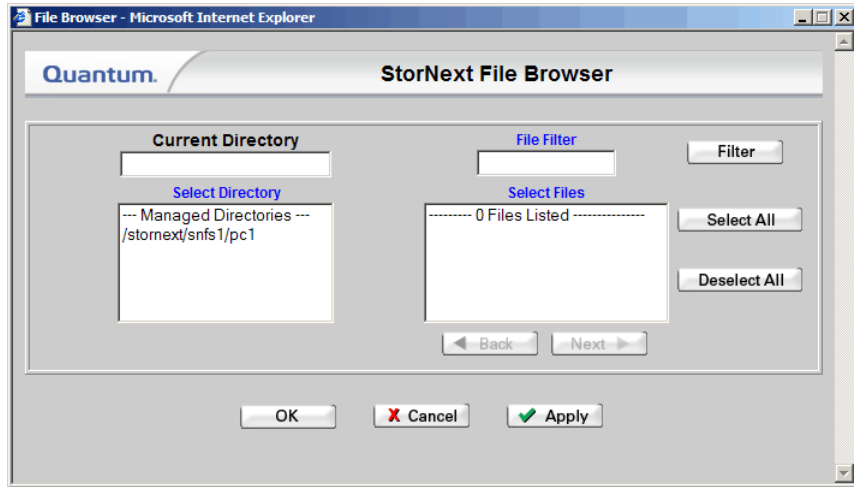 File Browser - Microsoft Internet Explorer
Quantum.
StorNext File Browser
Current Directory
File Filter
Filter
Select Directory
Select Files
--- Managed Directories ---
/stornext/snfs1/pc1
--------- 0 Files Listed ---------------
Select All
Deselect All
Back
Next
OK
Cancel
Apply